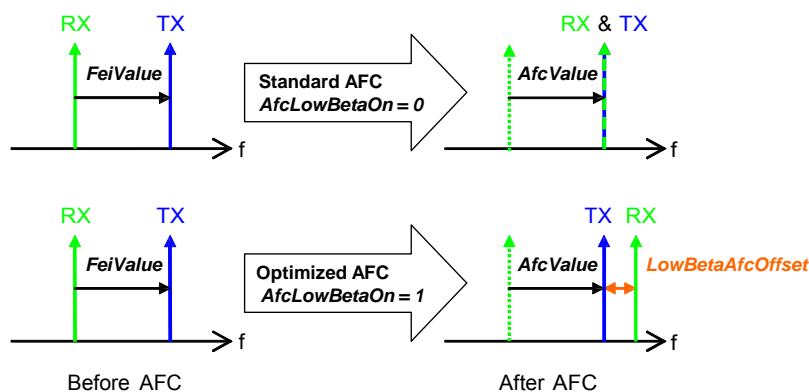 RX TX RX & TX
FeiValue Standard AFC AfcValue
AfcLowBetaOn = 0
f f
RX TX TX RX
FeiValue Optimized AFC AfcValue LowBetaAfcOffset
AfcLowBetaOn = 1
f f
Before AFC After AFC